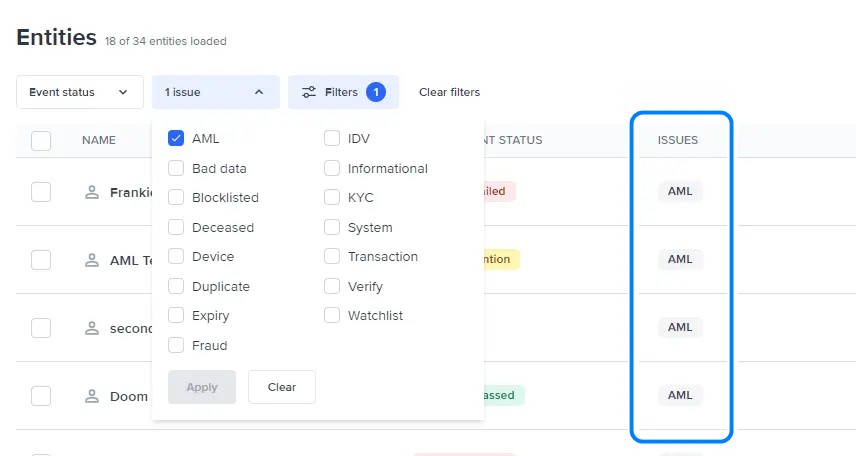 Entities 18 of 34 entities loaded
Event status 1 issue Filters 1 Clear filters
NAME NT STATUS ISSUES
AML IDV
Bad data Informational
Frankie iled AML
Blocklisted KYC
Deceased System
AML Te ntion AML
Device Transaction
Duplicate Verify
Expiry Watchlist
second AML
Fraud
Apply Clear
Doom assed AML